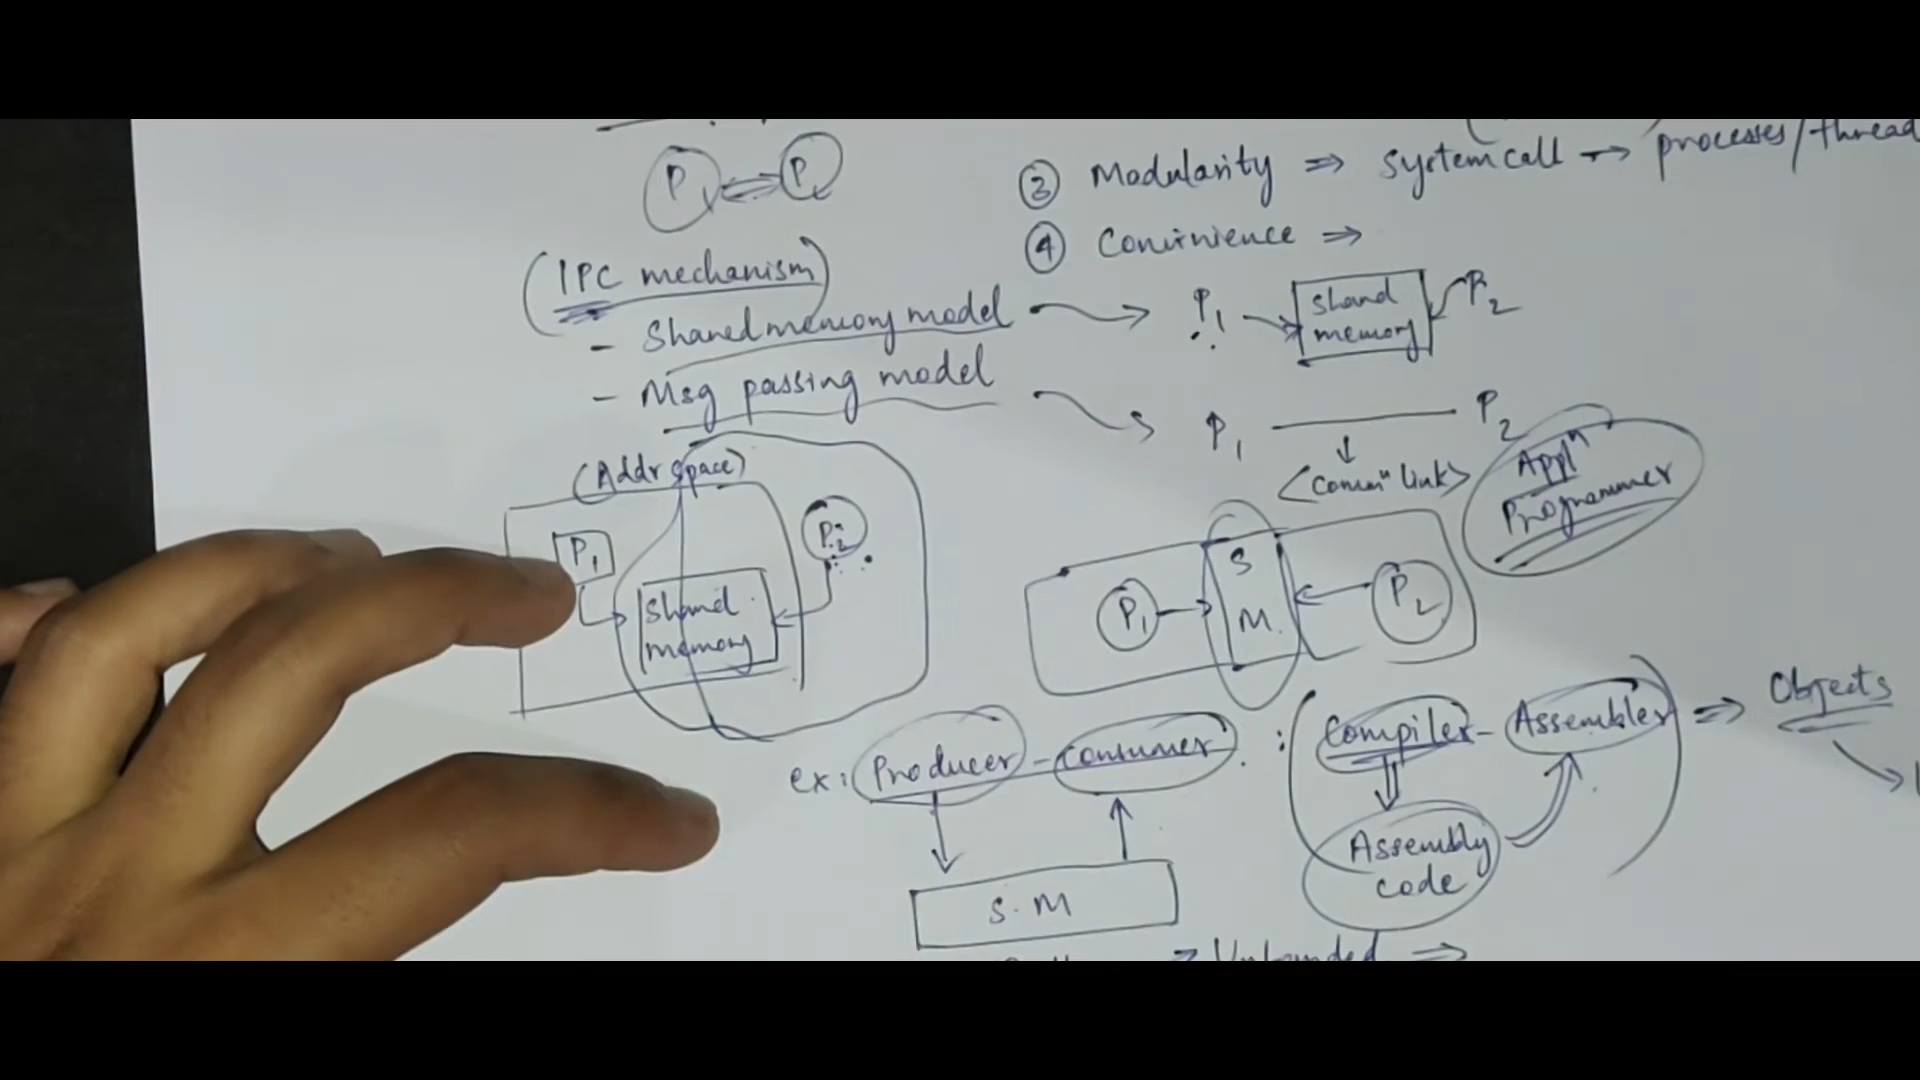 P1 P2
(IPC mechanism)
- Shared memory model
- Msg passing model
③ Modularity ⇒ system call → processes/thread
④ Convinience ⇒
P1 → Shared memory P2
P1 P2
<Commⁿ link>
Applⁿ
Programmer
(Addr space)
P1 P2
Shared
memory
P1 S M. P2
ex: Producer - consumer. : (Compiler - Assembler) ⇒ Objects
Assembly
code
S.M
Unbounded ⇒